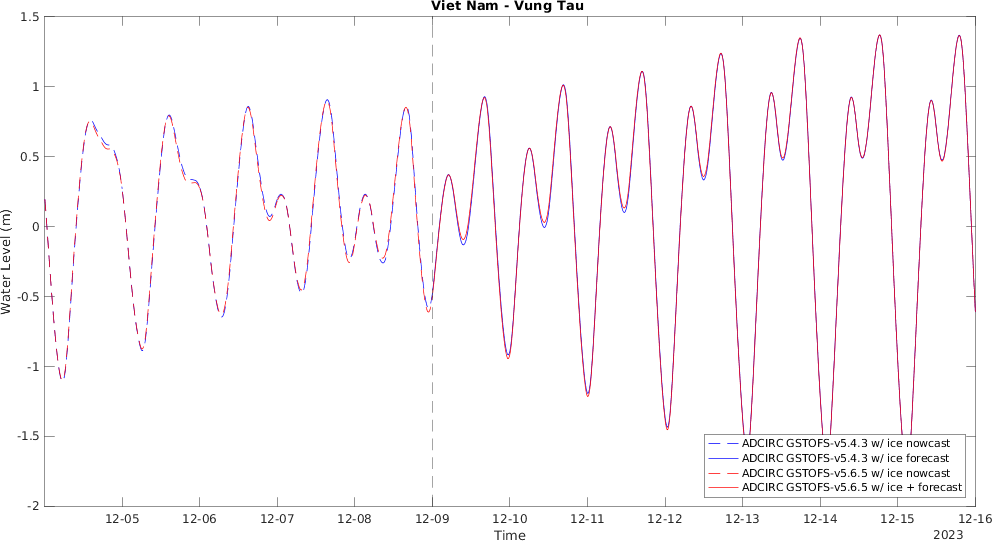 Viet Nam - Vung Tau
1.5
1
0.5
0
-0.5
-1
-1.5
-2
Water Level (m)
ADCIRC GSTOFS-v5.4.3 w/ ice nowcast
ADCIRC GSTOFS-v5.4.3 w/ ice forecast
ADCIRC GSTOFS-v5.6.5 w/ ice nowcast
ADCIRC GSTOFS-v5.6.5 w/ ice + forecast
12-05 12-06 12-07 12-08 12-09 12-10 12-11 12-12 12-13 12-14 12-15 12-16
Time
2023